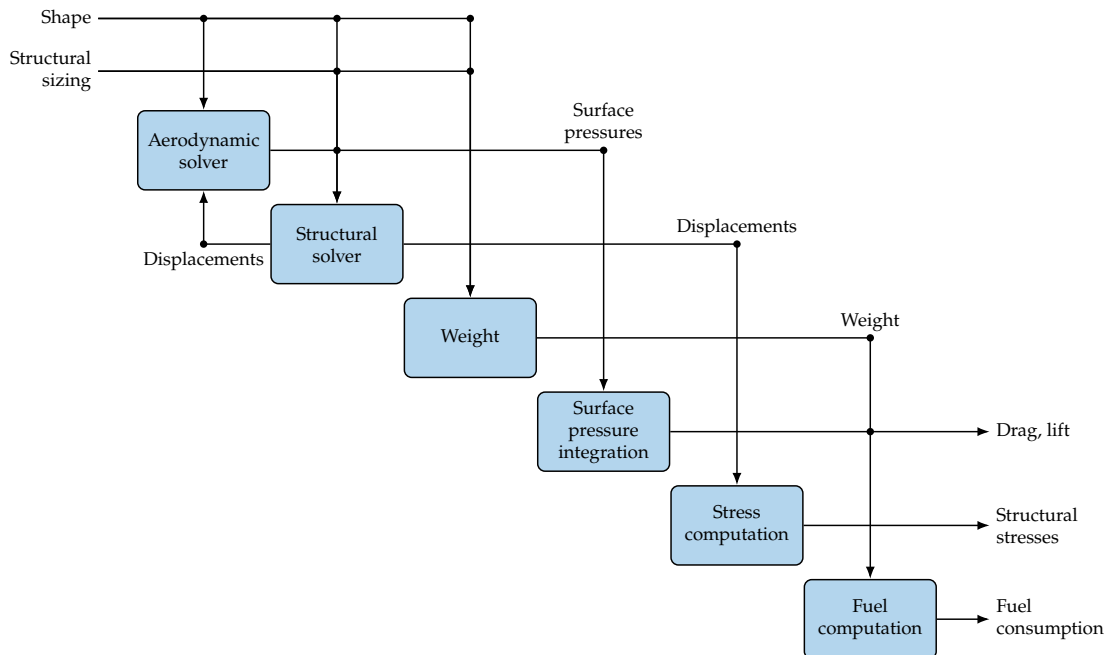 Shape
Structural
sizing
Surface
pressures
Aerodynamic
solver
Displacements
Structural
solver
Displacements
Weight
Weight
Surface
pressure
integration
Drag, lift
Stress
computation
Structural
stresses
Fuel
computation
Fuel
consumption